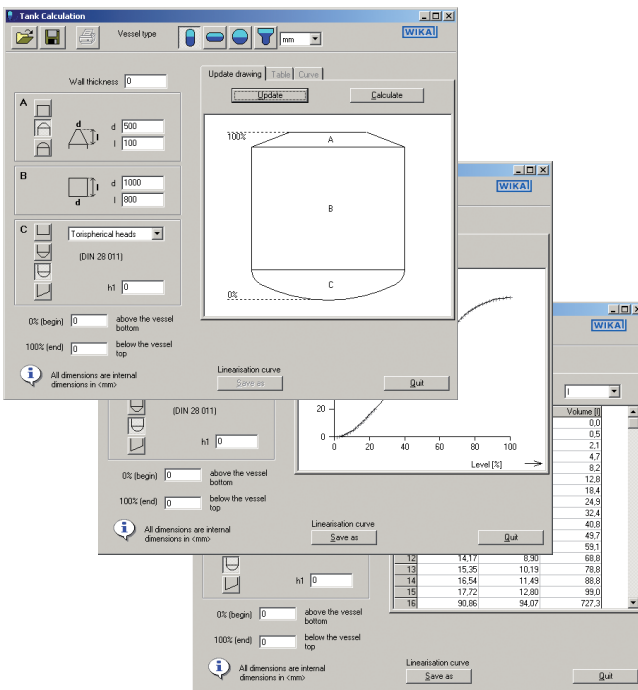 Tank Calculation
Vessel type
mm
WIKAI
Wall thickness 0
A
d
l
d 500
l 100
B
l
d
d 1000
l 800
C
Torispherical heads
(DIN 28 011)
h1 0
0% (begin) 0 above the vessel
bottom
100% (end) 0 below the vessel
top
All dimensions are internal
dimensions in <mm>
Update drawing Table Curve
Update
Calculate
100%
A
B
C
0%
Linearisation curve
Save as
Quit
WIKAI
20
0
0 20 40 60 80 100
Level [%]
(DIN 28 011)
h1 0
0% (begin) 0 above the vessel
bottom
100% (end) 0 below the vessel
top
All dimensions are internal
dimensions in <mm>
Linearisation curve
Save as
Quit
WIKAI
l
Volume [l]
0,0
0,5
2,1
4,7
8,2
12,8
18,4
24,9
32,4
40,8
49,7
59,1
12 14,17 8,90 68,8
13 15,35 10,19 78,8
14 16,54 11,49 88,8
15 17,72 12,80 99,0
16 90,86 94,07 727,3
h1 0
0% (begin) 0 above the vessel
bottom
100% (end) 0 below the vessel
top
All dimensions are internal
dimensions in <mm>
Linearisation curve
Save as
Quit